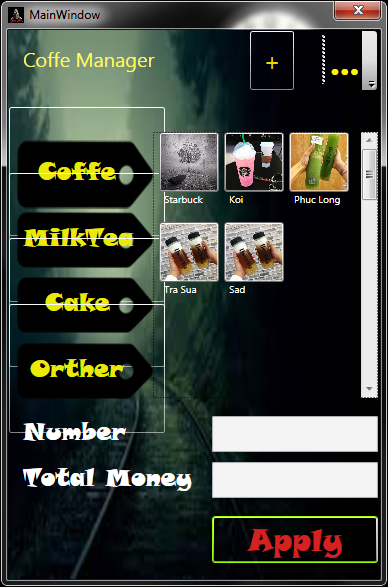 MainWindow
Coffe Manager
+
...
Coffe
MilkTea
Cake
Orther
Starbuck
Koi
Phuc Long
Tra Sua
Sad
Number
Total Money
Apply